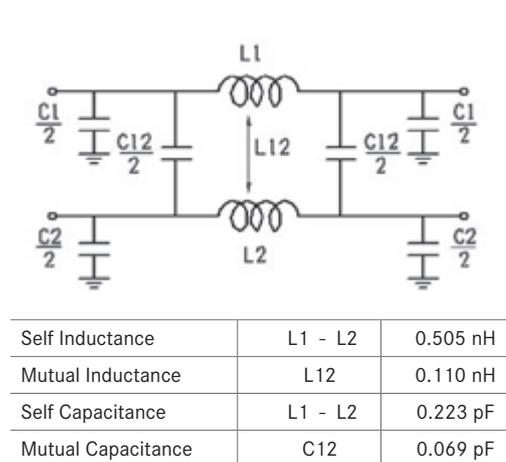 L1
C1
2
C12
2
L12
C12
2
C1
2
C2
2
L2
C2
2
Self Inductance L1 - L2 0.505 nH
Mutual Inductance L12 0.110 nH
Self Capacitance L1 - L2 0.223 pF
Mutual Capacitance C12 0.069 pF